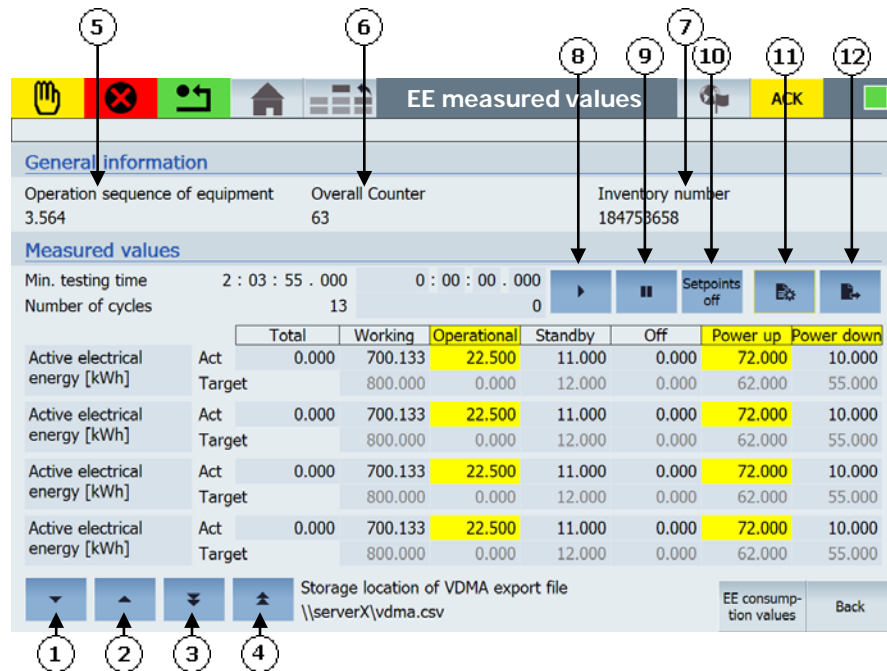 5 6 7
8 9 10 11 12
EE measured values ACK
General information
Operation sequence of equipment Overall Counter Inventory number
3.564 63 184753658
Measured values
Min. testing time 2 : 03 : 55 . 000 0 : 00 : 00 . 000 Setpoints off
Number of cycles 13 0
Total Working Operational Standby Off Power up Power down
Active electrical energy [kWh] Act 0.000 700.133 22.500 11.000 0.000 72.000 10.000
Target 800.000 0.000 12.000 0.000 62.000 55.000
Active electrical energy [kWh] Act 0.000 700.133 22.500 11.000 0.000 72.000 10.000
Target 800.000 0.000 12.000 0.000 62.000 55.000
Active electrical energy [kWh] Act 0.000 700.133 22.500 11.000 0.000 72.000 10.000
Target 800.000 0.000 12.000 0.000 62.000 55.000
Active electrical energy [kWh] Act 0.000 700.133 22.500 11.000 0.000 72.000 10.000
Target 800.000 0.000 12.000 0.000 62.000 55.000
Storage location of VDMA export file
\\serverX\vdma.csv
EE consump-
tion values
Back
1 2 3 4